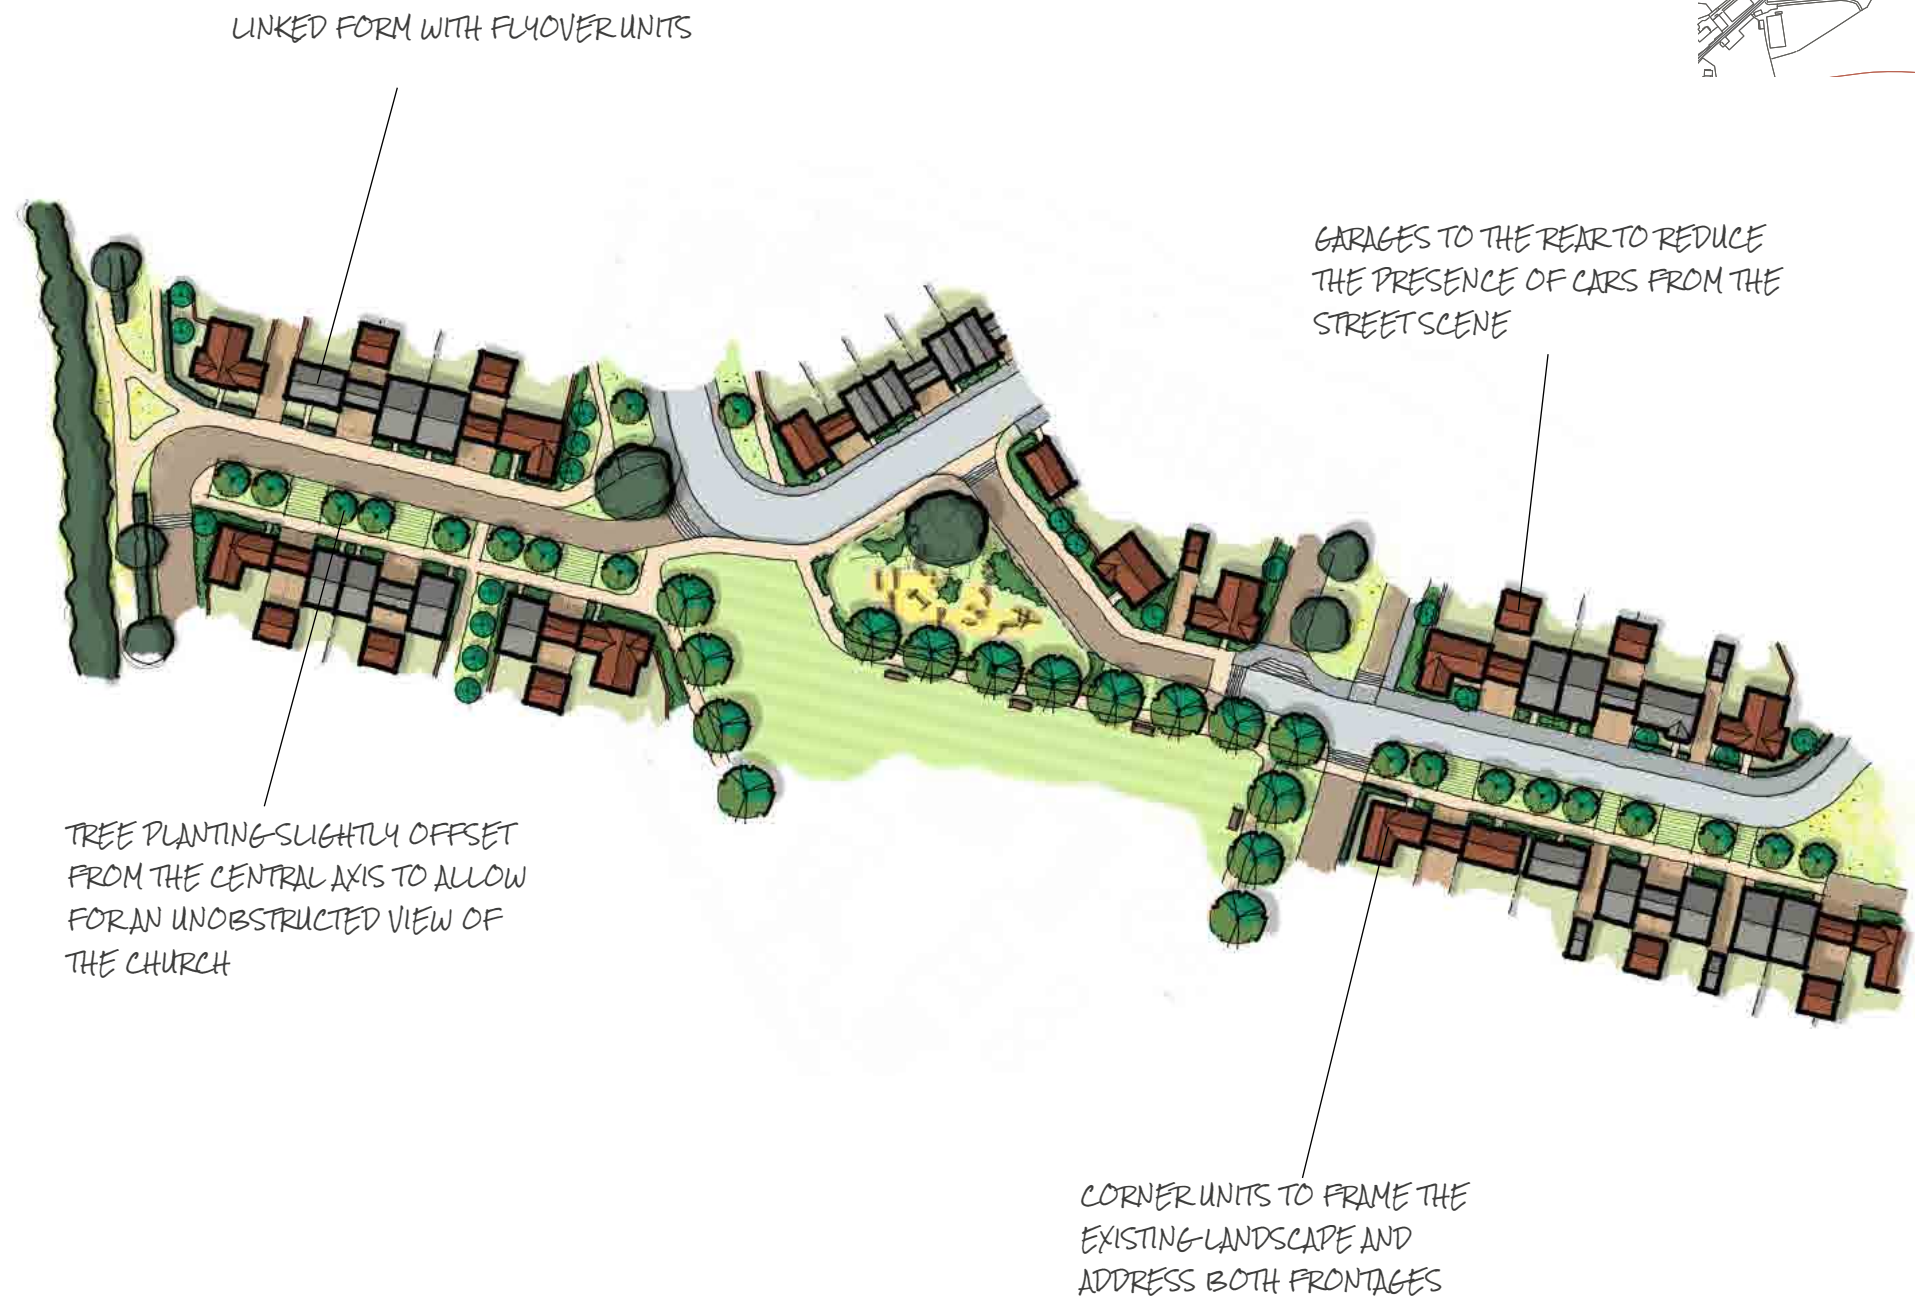 LINKED FORM WITH FLYOVER UNITS
GARAGES TO THE REAR TO REDUCE
THE PRESENCE OF CARS FROM THE
STREET SCENE
TREE PLANTING SLIGHTLY OFFSET
FROM THE CENTRAL AXIS TO ALLOW
FOR AN UNOBSTRUCTED VIEW OF
THE CHURCH
CORNER UNITS TO FRAME THE
EXISTING LANDSCAPE AND
ADDRESS BOTH FRONTAGES